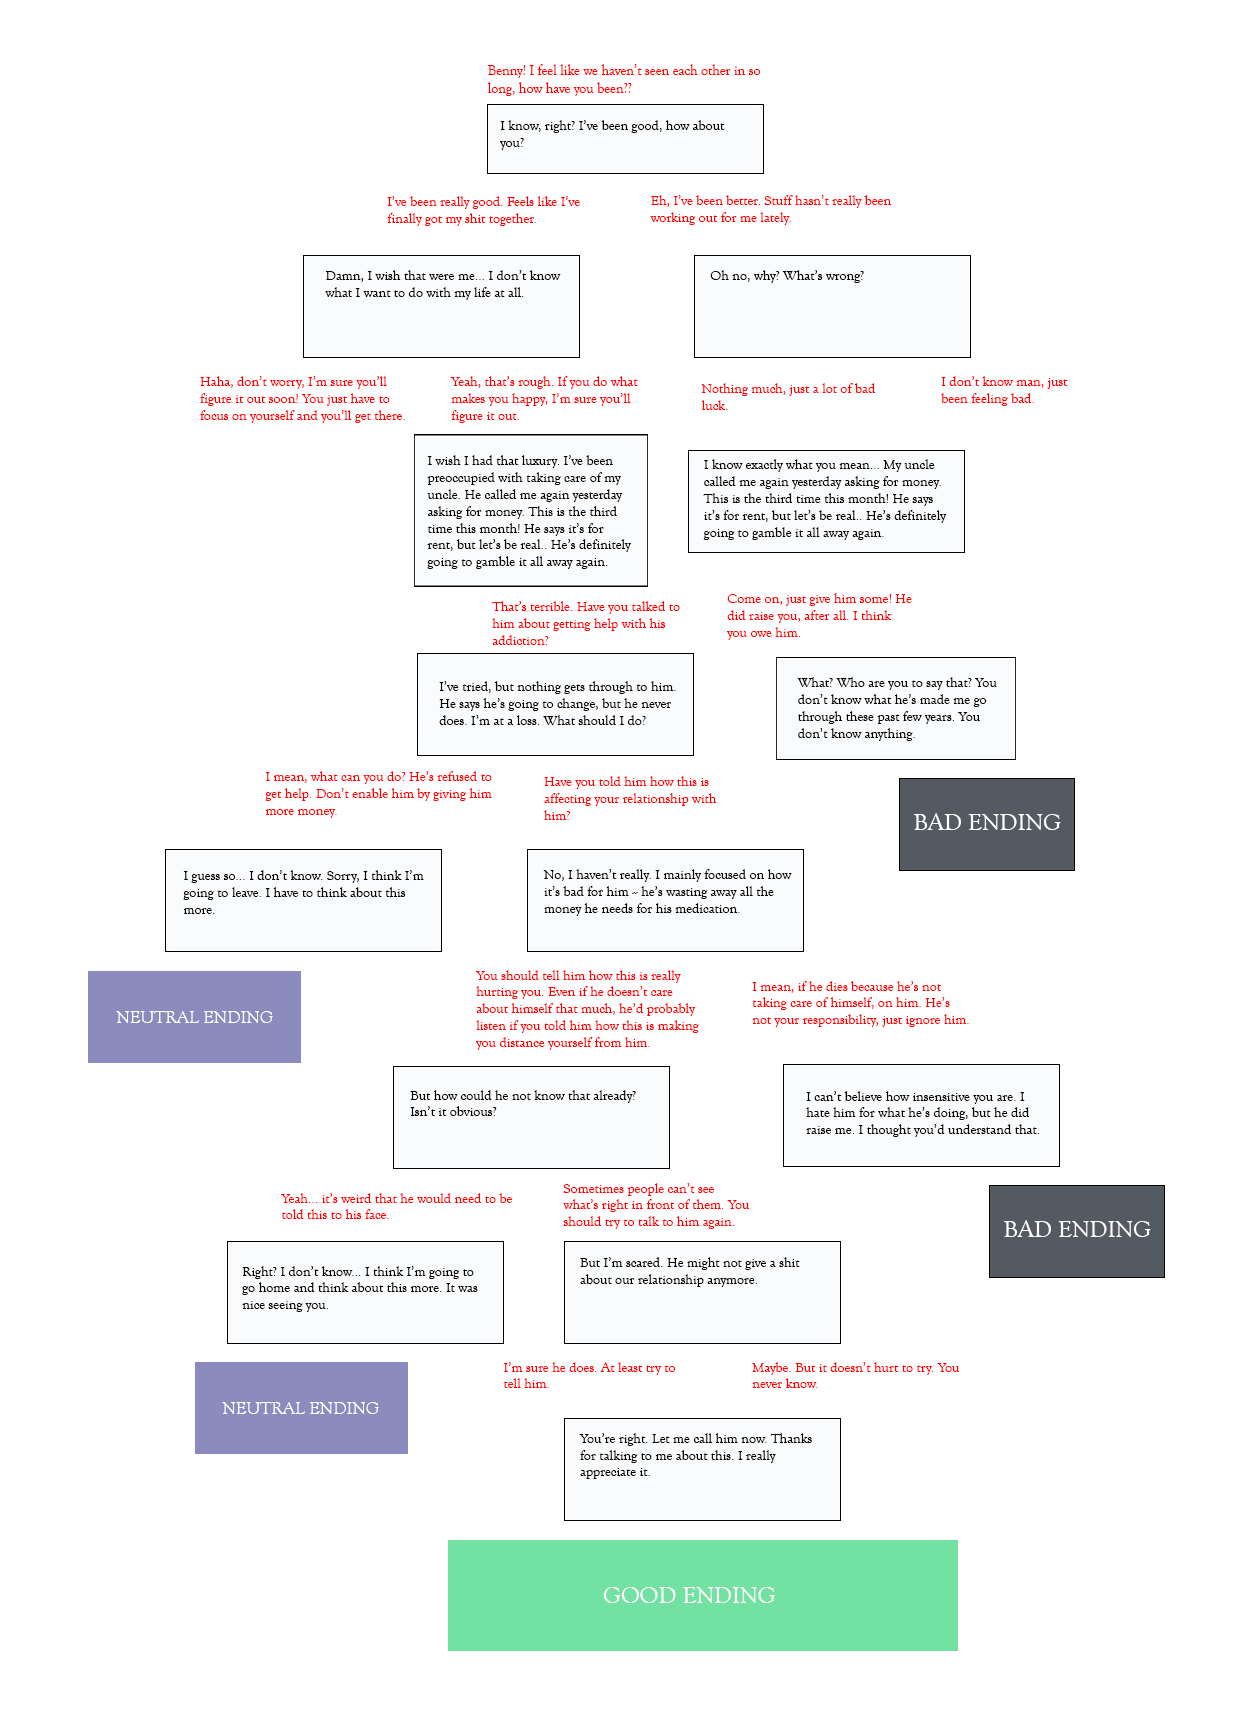 Benny! I feel like we haven't seen each other in so
long, how have you been??
I know, right? I've been good, how about
you?
I've been really good. Feels like I've
finally got my shit together.
Eh, I've been better. Stuff hasn't really been
working out for me lately.
Damn, I wish that were me... I don't know
what I want to do with my life at all.
Oh no, why? What's wrong?
Haha, don't worry, I'm sure you'll
figure it out soon! You just have to
focus on yourself and you'll get there.
Yeah, that's rough. If you do what
makes you happy, I'm sure you'll
figure it out.
Nothing much, just a lot of bad
luck.
I don't know man, just
been feeling bad.
I wish I had that luxury. I've been
preoccupied with taking care of my
uncle. He called me again yesterday
asking for money. This is the third
time this month! He says it's for
rent, but let's be real.. He's definitely
going to gamble it all away again.
I know exactly what you mean... My uncle
called me again yesterday asking for money.
This is the third time this month! He says
it's for rent, but let's be real.. He's definitely
going to gamble it all away again.
That's terrible. Have you talked to
him about getting help with his
addiction?
Come on, just give him some! He
did raise you, after all. I think
you owe him.
I've tried, but nothing gets through to him.
He says he's going to change, but he never
does. I'm at a loss. What should I do?
What? Who are you to say that? You
don't know what he's made me go
through these past few years. You
don't know anything.
I mean, what can you do? He's refused to
get help. Don't enable him by giving him
more money.
Have you told him how this is
affecting your relationship with
him?
BAD ENDING
I guess so... I don't know. Sorry, I think I'm
going to leave. I have to think about this
more.
No, I haven't really. I mainly focused on how
it's bad for him ~ he's wasting away all the
money he needs for his medication.
NEUTRAL ENDING
You should tell him how this is really
hurting you. Even if he doesn't care
about himself that much, he'd probably
listen if you told him how this is making
you distance yourself from him.
I mean, if he dies because he's not
taking care of himself, on him. He's
not your responsibility, just ignore him.
But how could he not know that already?
Isn't it obvious?
I can't believe how insensitive you are. I
hate him for what he's doing, but he did
raise me. I thought you'd understand that.
Yeah... it's weird that he would need to be
told this to his face.
Sometimes people can't see
what's right in front of them. You
should try to talk to him again.
BAD ENDING
Right? I don't know... I think I'm going to
go home and think about this more. It was
nice seeing you.
But I'm scared. He might not give a shit
about our relationship anymore.
NEUTRAL ENDING
I'm sure he does. At least try to
tell him.
Maybe. But it doesn't hurt to try. You
never know.
You're right. Let me call him now. Thanks
for talking to me about this. I really
appreciate it.
GOOD ENDING